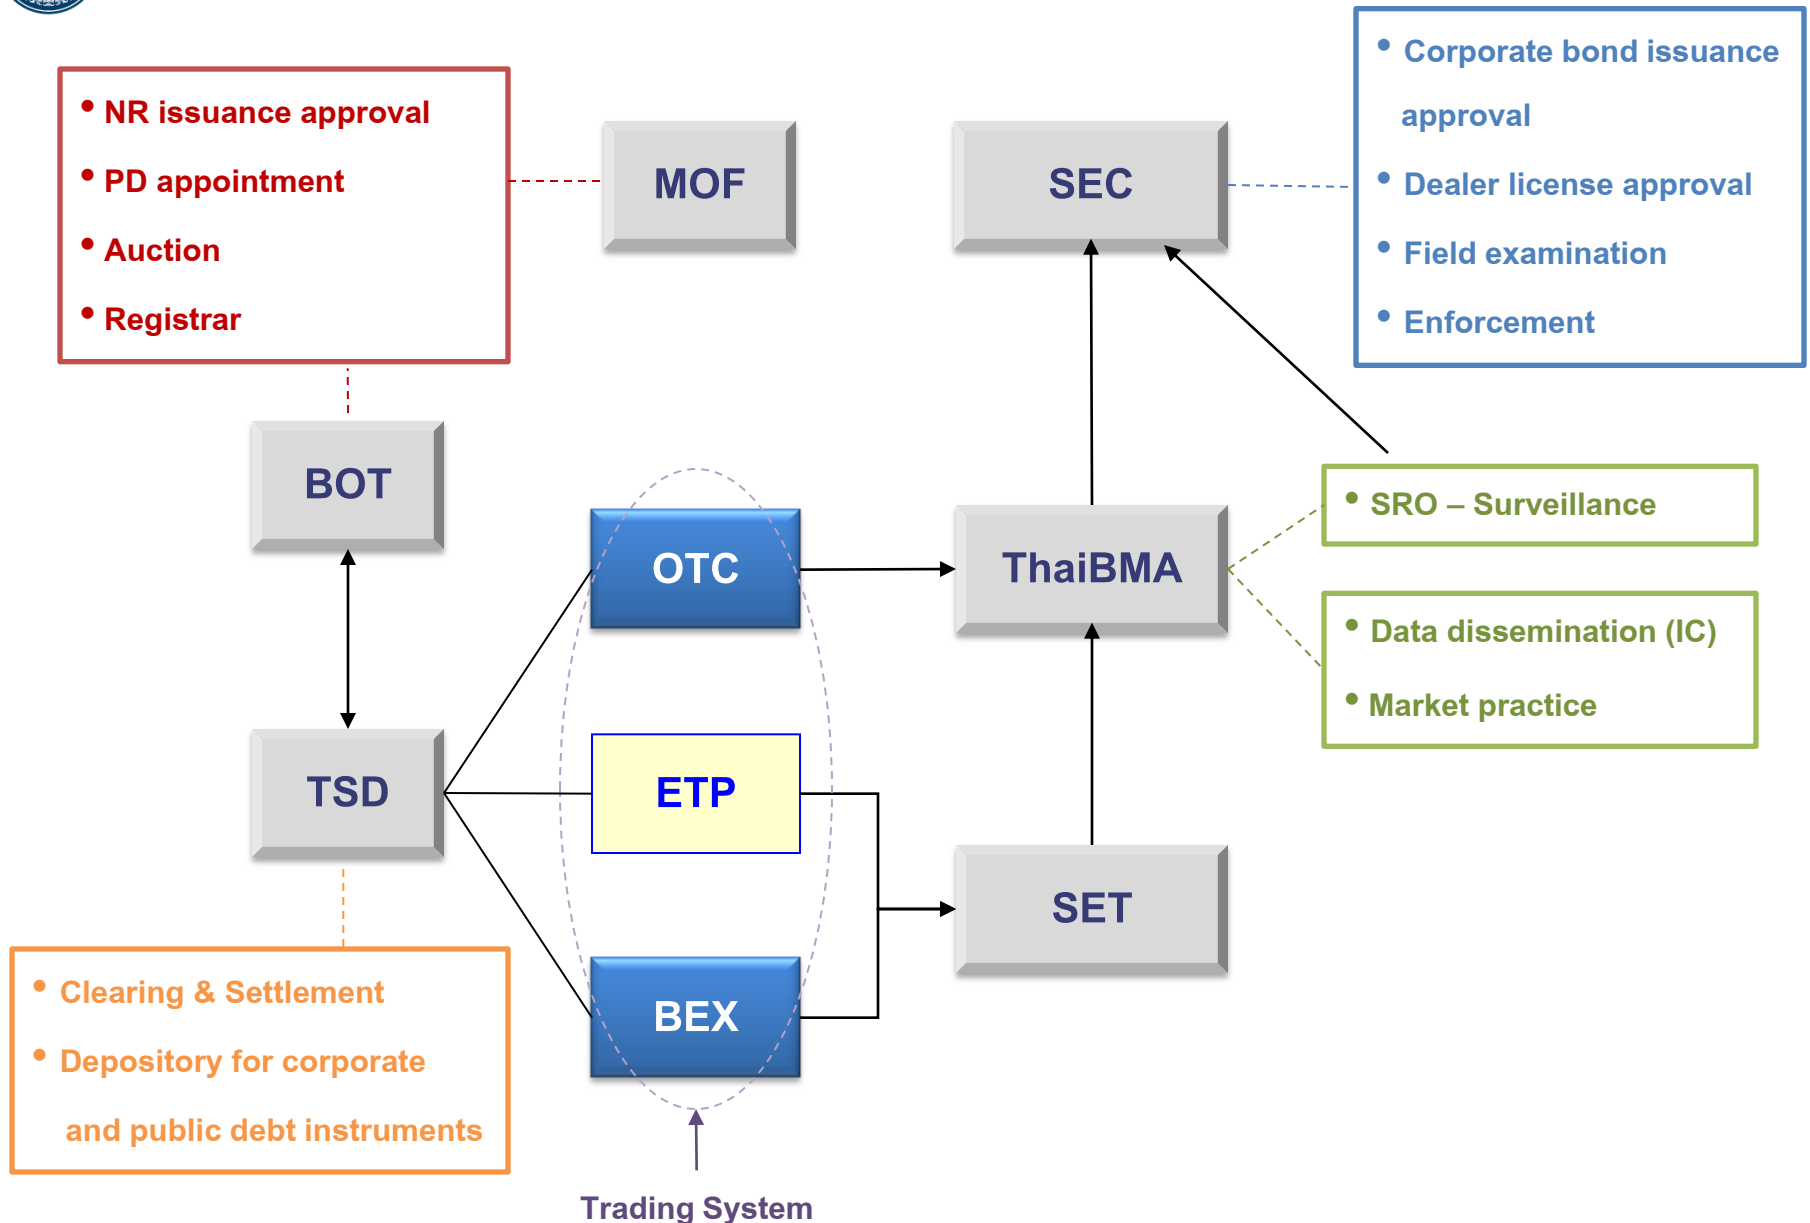 • NR issuance approval
• PD appointment
• Auction
• Registrar
MOF
SEC
• Corporate bond issuance
approval
• Dealer license approval
• Field examination
• Enforcement
BOT
OTC
ThaiBMA
• SRO – Surveillance
• Data dissemination (IC)
• Market practice
TSD
ETP
SET
BEX
• Clearing & Settlement
• Depository for corporate
and public debt instruments
Trading System